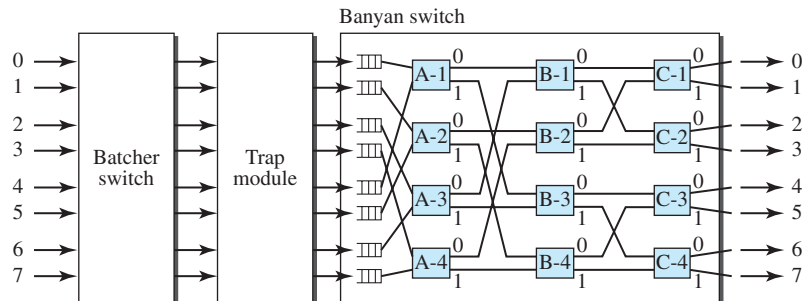 Banyan switch
0 0 0 0
A-1 B-1 C-1
1 1 1 1 1
2 0 0 0 2
A-2 B-2 C-2
3 Batcher switch Trap module 1 1 1 3
4 0 0 0 4
A-3 B-3 C-3
5 1 1 1 5
6 0 0 0 6
A-4 B-4 C-4
7 1 1 1 7